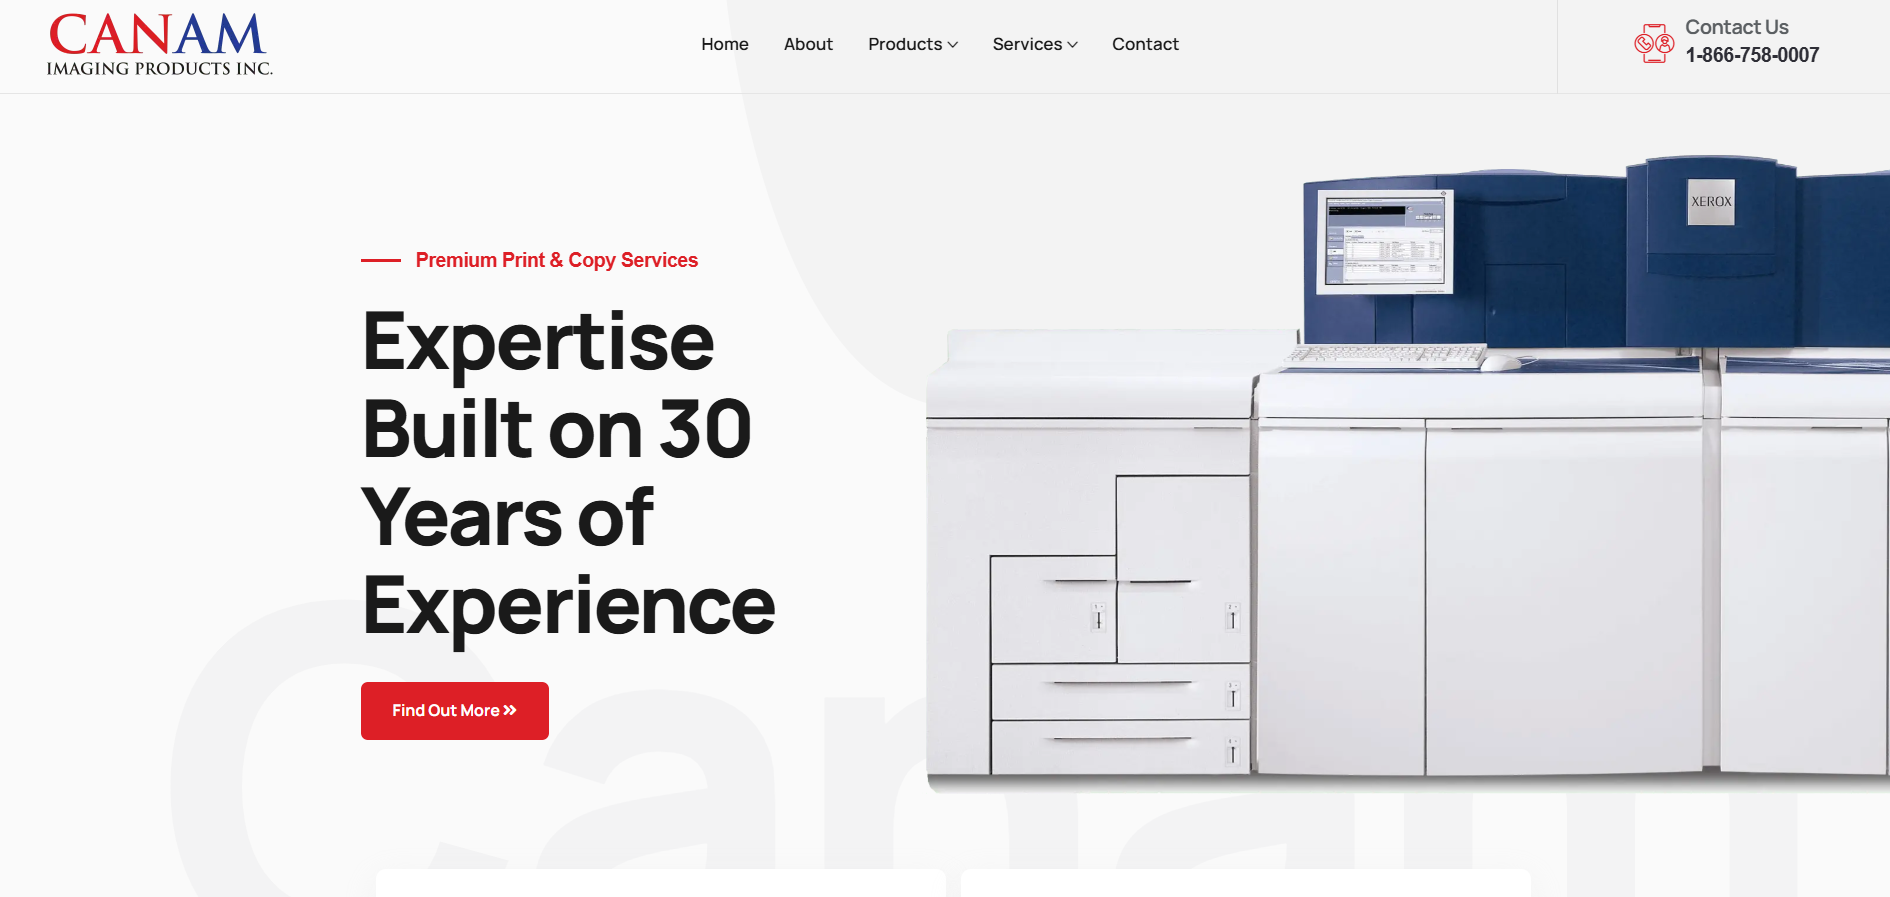 CANAM
IMAGING PRODUCTS INC.
Home
About
Products
Services
Contact
Contact Us
1-866-758-0007
XEROX
Premium Print & Copy Services
Expertise
Built on 30
Years of
Experience
Find Out More »
Canam